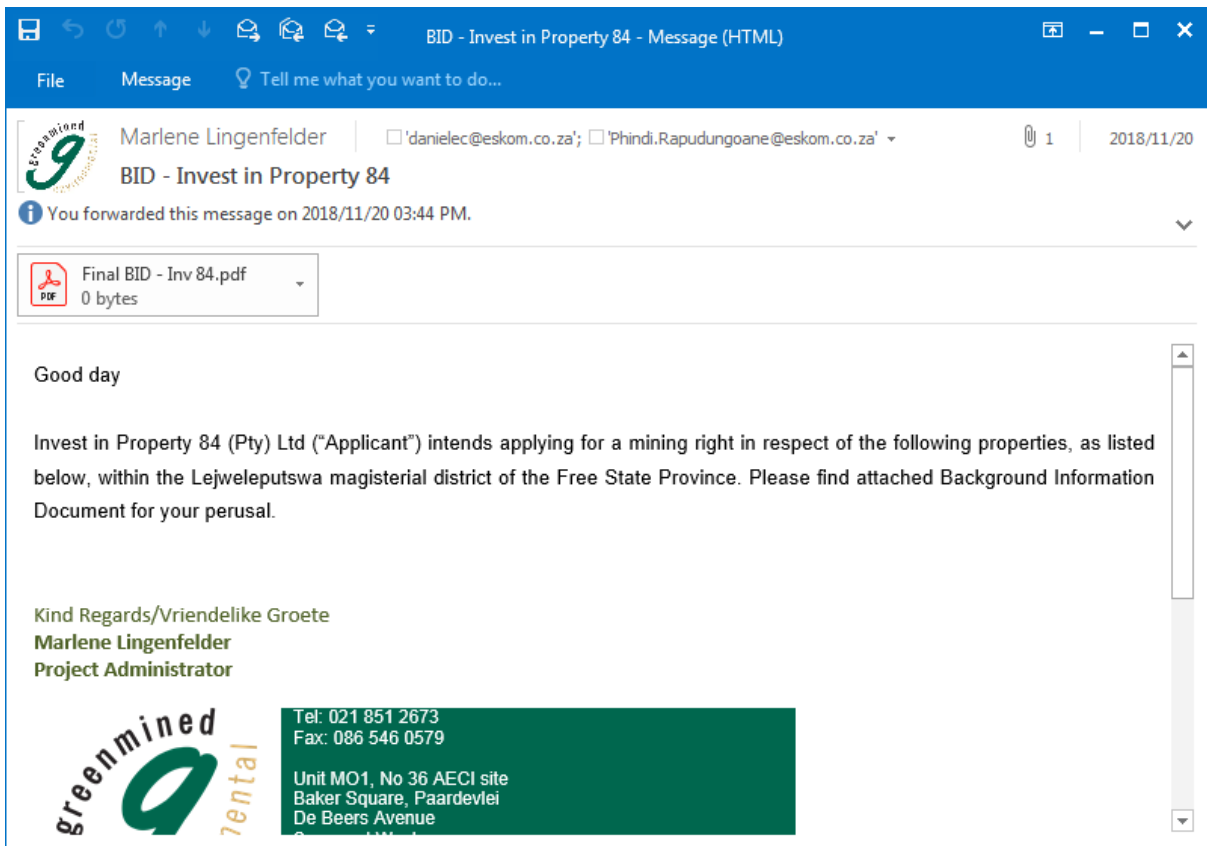 BID - Invest in Property 84 - Message (HTML)
File Message Tell me what you want to do...
greenmined
Marlene Lingenfelder 'danielec@eskom.co.za'; 'Phindi.Rapudungoane@eskom.co.za' 1 2018/11/20
BID - Invest in Property 84
You forwarded this message on 2018/11/20 03:44 PM.
Final BID - Inv 84.pdf
PDF 0 bytes
Good day
Invest in Property 84 (Pty) Ltd (“Applicant”) intends applying for a mining right in respect of the following properties, as listed
below, within the Lejweleputswa magisterial district of the Free State Province. Please find attached Background Information
Document for your perusal.
Kind Regards/Vriendelike Groete
Marlene Lingenfelder
Project Administrator
greenmined
Tel: 021 851 2673
Fax: 086 546 0579
Unit MO1, No 36 AECI site
Baker Square, Paardevlei
De Beers Avenue